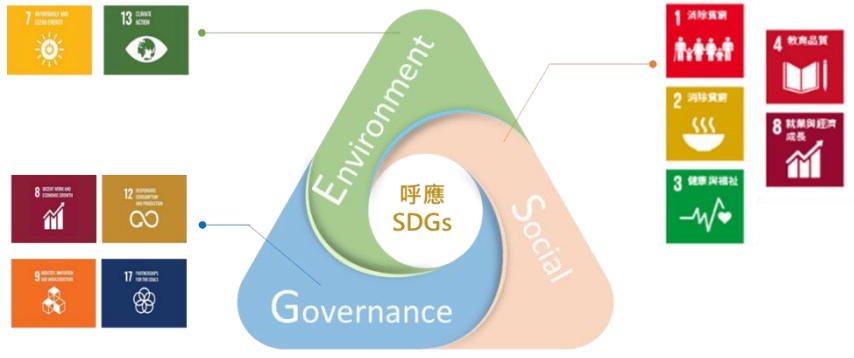 7 AFFORDABLE AND
CLEAN ENERGY
13 CLIMATE
ACTION
Environment
1 消除貧窮
4 教育品質
2 消除貧窮
8 就業與經濟
成長
3 健康與福祉
呼應
SDGs
Social
8 DECENT WORK AND
ECONOMIC GROWTH
12 RESPONSIBLE
CONSUMPTION
AND PRODUCTION
9 INDUSTRY, INNOVATION
AND INFRASTRUCTURE
17 PARTNERSHIPS
FOR THE GOALS
Governance